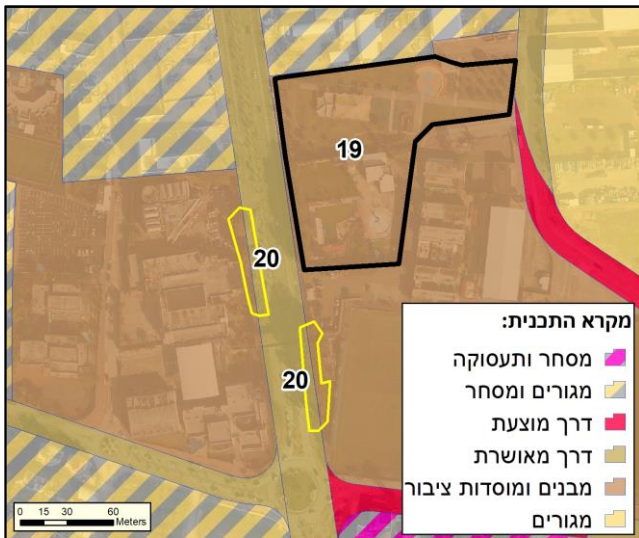 19
20
20
מקרא התכנית:
מסחר ותעסוקה
מגורים ומסחר
דרך מוצעת
דרך מאושרת
מבנים ומוסדות ציבור
מגורים
0 15 30 60
Meters